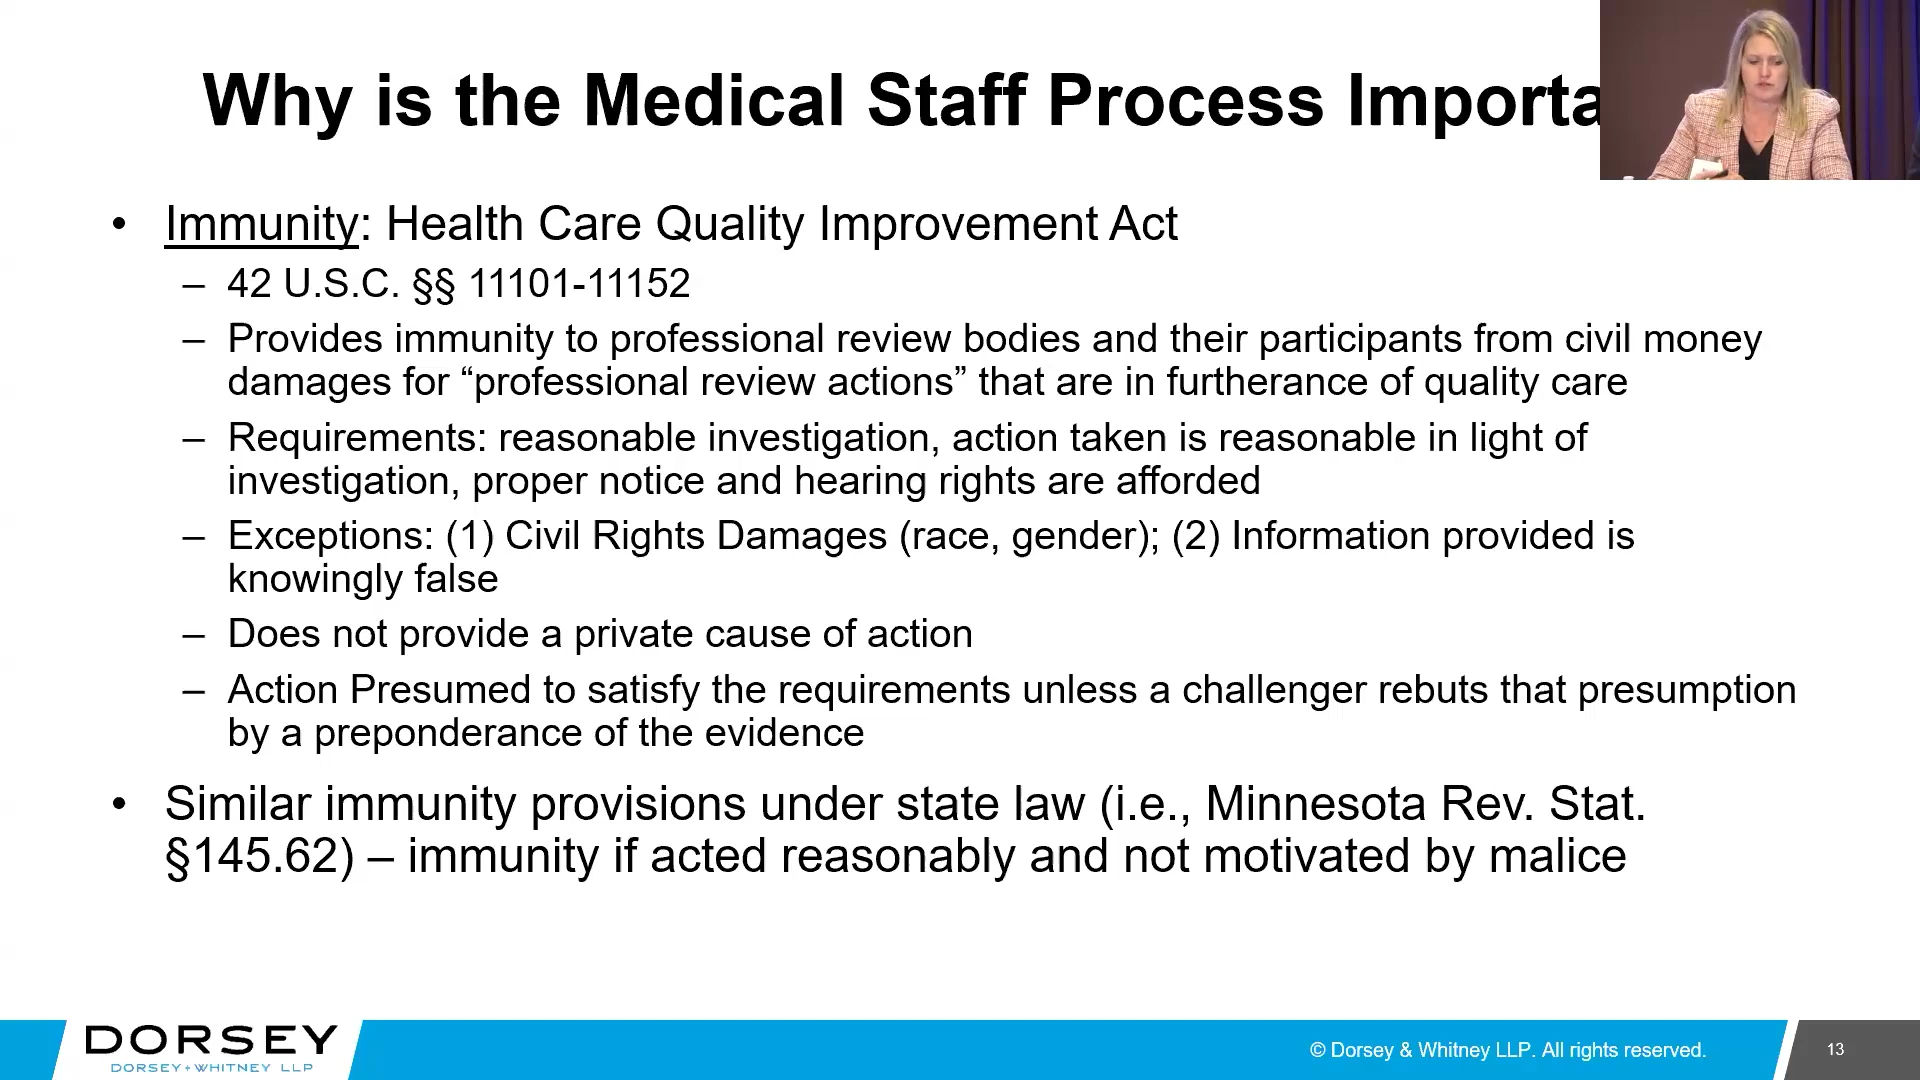 Why is the Medical Staff Process Importa
• Immunity: Health Care Quality Improvement Act
– 42 U.S.C. §§ 11101-11152
– Provides immunity to professional review bodies and their participants from civil money
damages for “professional review actions” that are in furtherance of quality care
– Requirements: reasonable investigation, action taken is reasonable in light of
investigation, proper notice and hearing rights are afforded
– Exceptions: (1) Civil Rights Damages (race, gender); (2) Information provided is
knowingly false
– Does not provide a private cause of action
– Action Presumed to satisfy the requirements unless a challenger rebuts that presumption
by a preponderance of the evidence
• Similar immunity provisions under state law (i.e., Minnesota Rev. Stat.
§145.62) – immunity if acted reasonably and not motivated by malice
DORSEY
DORSEY+WHITNEY LLP
© Dorsey & Whitney LLP. All rights reserved.
13